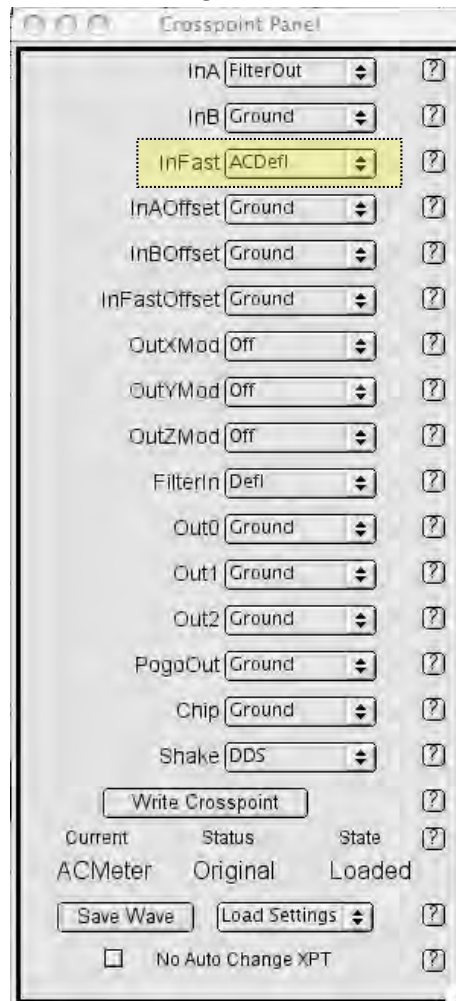 Crosspoint Panel
InA FilterOut ?
InB Ground ?
InFast ACDefl ?
InAOffset Ground ?
InBOffset Ground ?
InFastOffset Ground ?
OutXMod Off ?
OutYMod Off ?
OutZMod Off ?
FilterIn Defl ?
Out0 Ground ?
Out1 Ground ?
Out2 Ground ?
PogoOut Ground ?
Chip Ground ?
Shake DDS ?
Write Crosspoint ?
Current Status State ?
ACMeter Original Loaded
Save Wave Load Settings ?
No Auto Change XPT ?